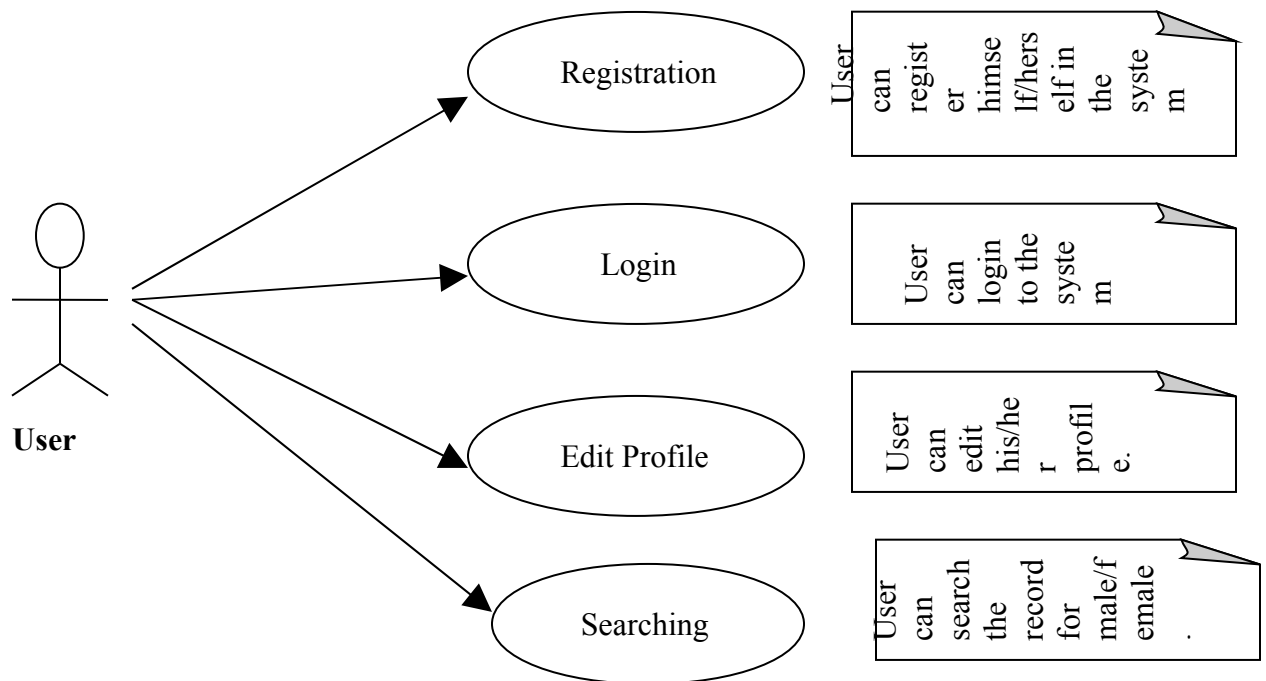 Registration
User
can
regist
er
himse
lf/hers
elf in
the
syste
m
Login
User
can
login
to the
syste
m
User
Edit Profile
User
can
edit
his/he
r
profil
e.
Searching
User
can
search
the
record
for
male/f
emale
.